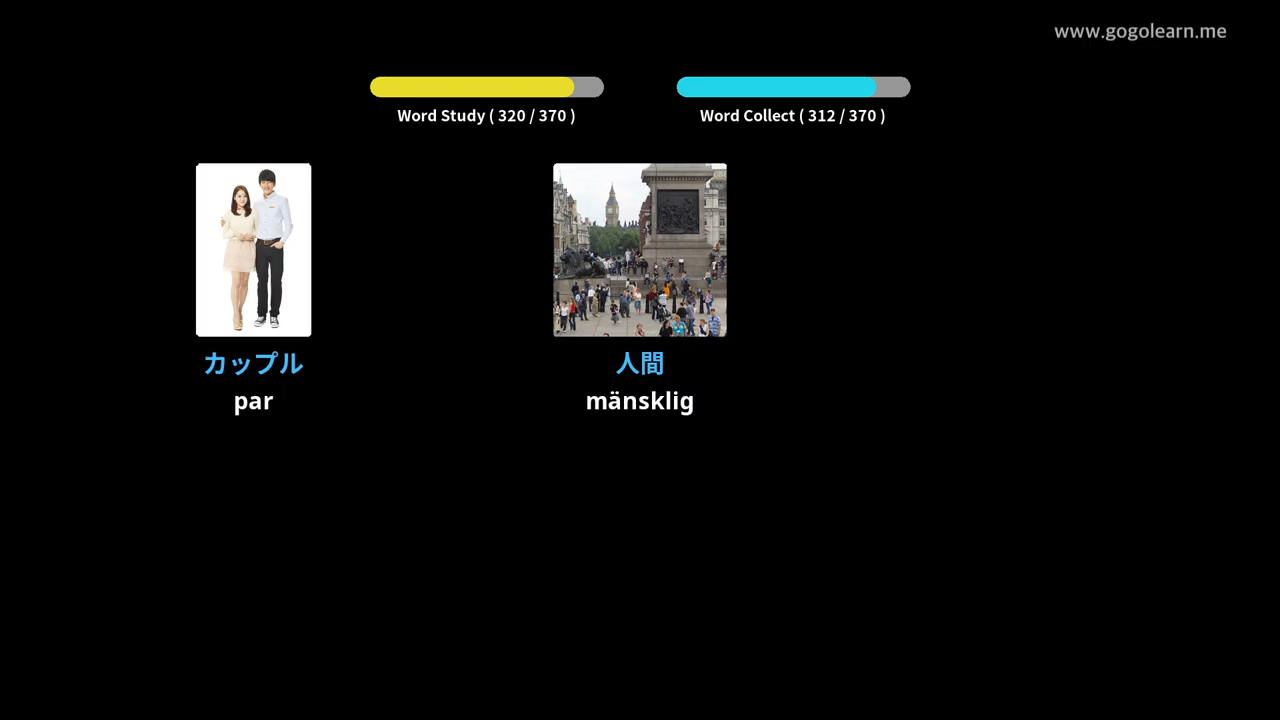 www.gogolearn.me
Word Study ( 320 / 370 )
Word Collect ( 312 / 370 )
カップル
par
人間
mänsklig